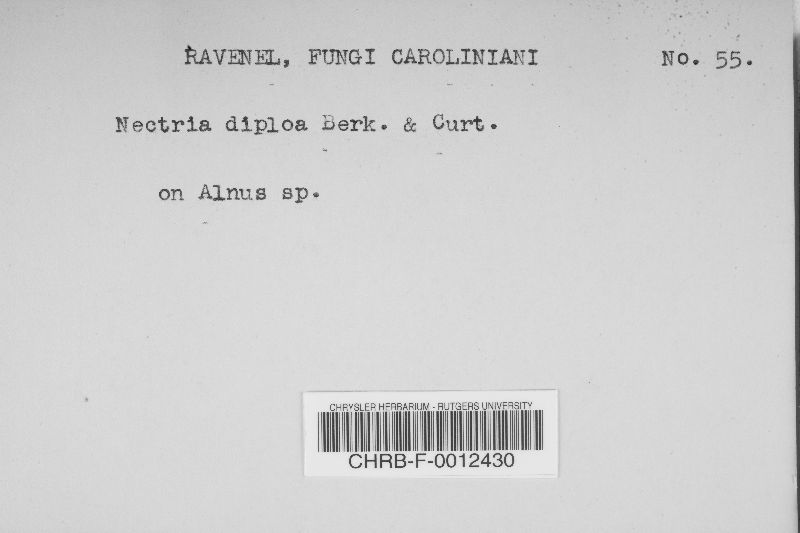 RAVENEL, FUNGI CAROLINIANI No. 55.
Nectria diploa Berk. & Curt.
on Alnus sp.
CHRYSLER HERBARIUM - RUTGERS UNIVERSITY
CHRB-F-0012430